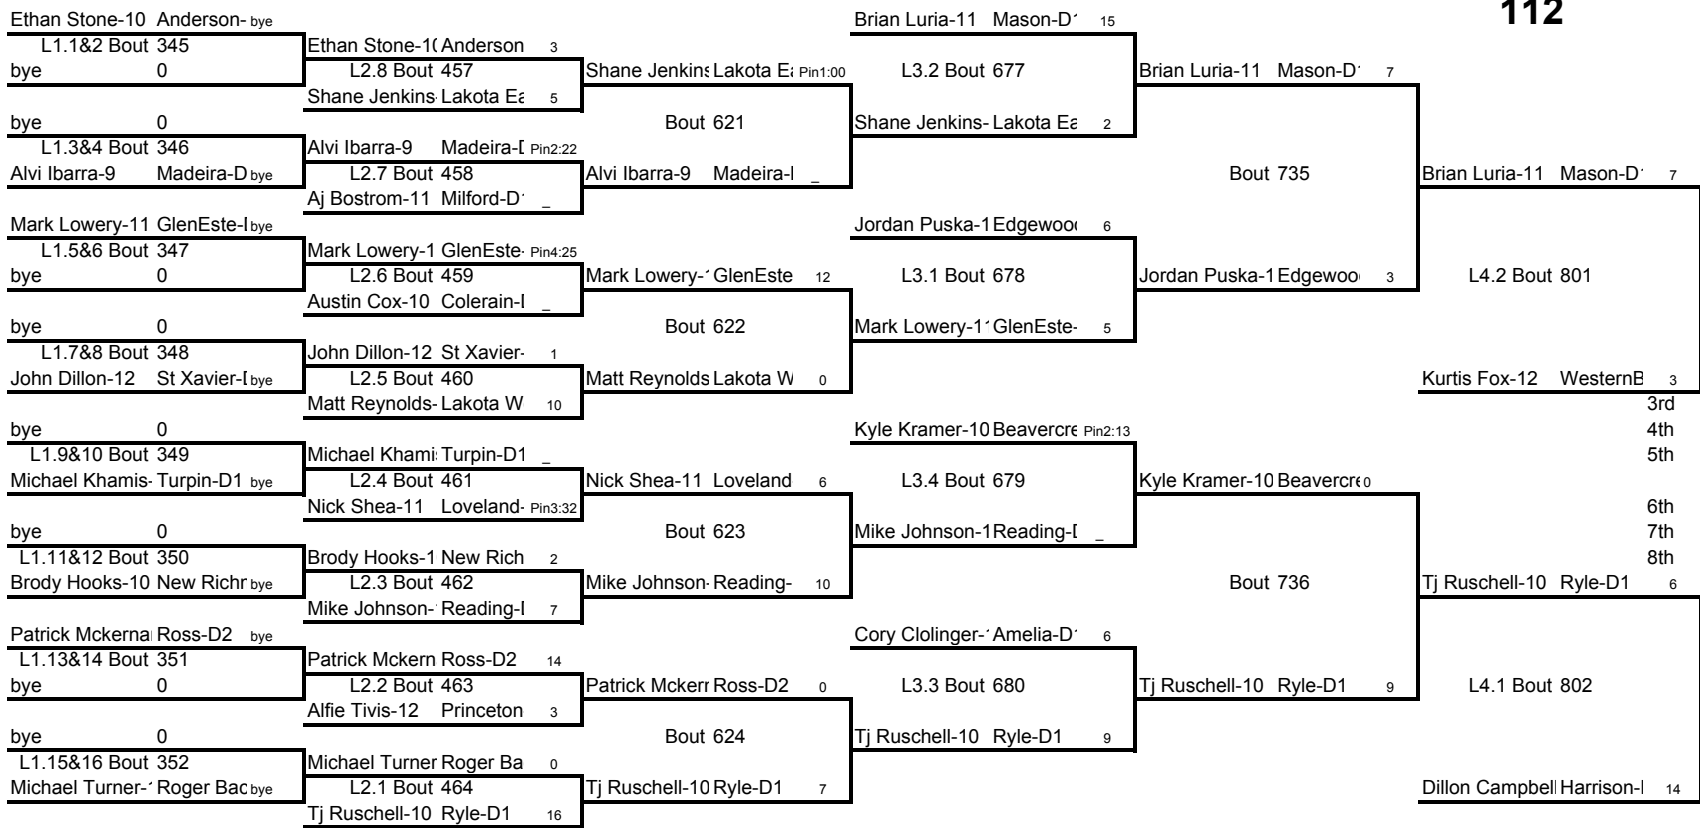 112
Ethan Stone-10 Anderson- bye
L1.1&2 Bout 345
bye 0
bye 0
L1.3&4 Bout 346
Alvi Ibarra-9 Madeira-D bye
Mark Lowery-11 GlenEste-I bye
L1.5&6 Bout 347
bye 0
bye 0
L1.7&8 Bout 348
John Dillon-12 St Xavier-[ bye
bye 0
L1.9&10 Bout 349
Michael Khamis- Turpin-D1 bye
bye 0
L1.11&12 Bout 350
Brody Hooks-10 New Richr bye
Patrick Mckerna Ross-D2 bye
L1.13&14 Bout 351
bye 0
bye 0
L1.15&16 Bout 352
Michael Turner-1 Roger Bac bye
Ethan Stone-1( Anderson 3
L2.8 Bout 457
Shane Jenkins Lakota Ea 5
Alvi Ibarra-9 Madeira-[ Pin2:22
L2.7 Bout 458
Aj Bostrom-11 Milford-D1 _
Mark Lowery-1 GlenEste- Pin4:25
L2.6 Bout 459
Austin Cox-10 Colerain-I _
John Dillon-12 St Xavier- 1
L2.5 Bout 460
Matt Reynolds- Lakota W 10
Michael Khami Turpin-D1 _
L2.4 Bout 461
Nick Shea-11 Loveland- Pin3:32
Brody Hooks-1 New Rich 2
L2.3 Bout 462
Mike Johnson- Reading-I 7
Patrick Mckern Ross-D2 14
L2.2 Bout 463
Alfie Tivis-12 Princeton 3
Michael Turner Roger Ba 0
L2.1 Bout 464
Tj Ruschell-10 Ryle-D1 16
Shane Jenkins Lakota Ea Pin1:00
Bout 621
Alvi Ibarra-9 Madeira-I _
Mark Lowery-1 GlenEste 12
Bout 622
Matt Reynolds Lakota W 0
Nick Shea-11 Loveland 6
Bout 623
Mike Johnson- Reading- 10
Patrick Mckerr Ross-D2 0
Bout 624
Tj Ruschell-10 Ryle-D1 7
Brian Luria-11 Mason-D1 15
L3.2 Bout 677
Shane Jenkins- Lakota Ea 2
Jordan Puska-1 Edgewoo 6
L3.1 Bout 678
Mark Lowery-11 GlenEste- 5
Kyle Kramer-10 Beavercre Pin2:13
L3.4 Bout 679
Mike Johnson-1 Reading-[ _
Cory Clolinger-1 Amelia-D1 6
L3.3 Bout 680
Tj Ruschell-10 Ryle-D1 9
Brian Luria-11 Mason-D1 7
Bout 735
Jordan Puska-1 Edgewoo 3
Kyle Kramer-10 Beavercre 0
Bout 736
Tj Ruschell-10 Ryle-D1 9
Brian Luria-11 Mason-D1 7
L4.2 Bout 801
Kurtis Fox-12 WesternB 3
3rd
4th
5th
6th
7th
8th
Tj Ruschell-10 Ryle-D1 6
L4.1 Bout 802
Dillon Campbel Harrison-I 14